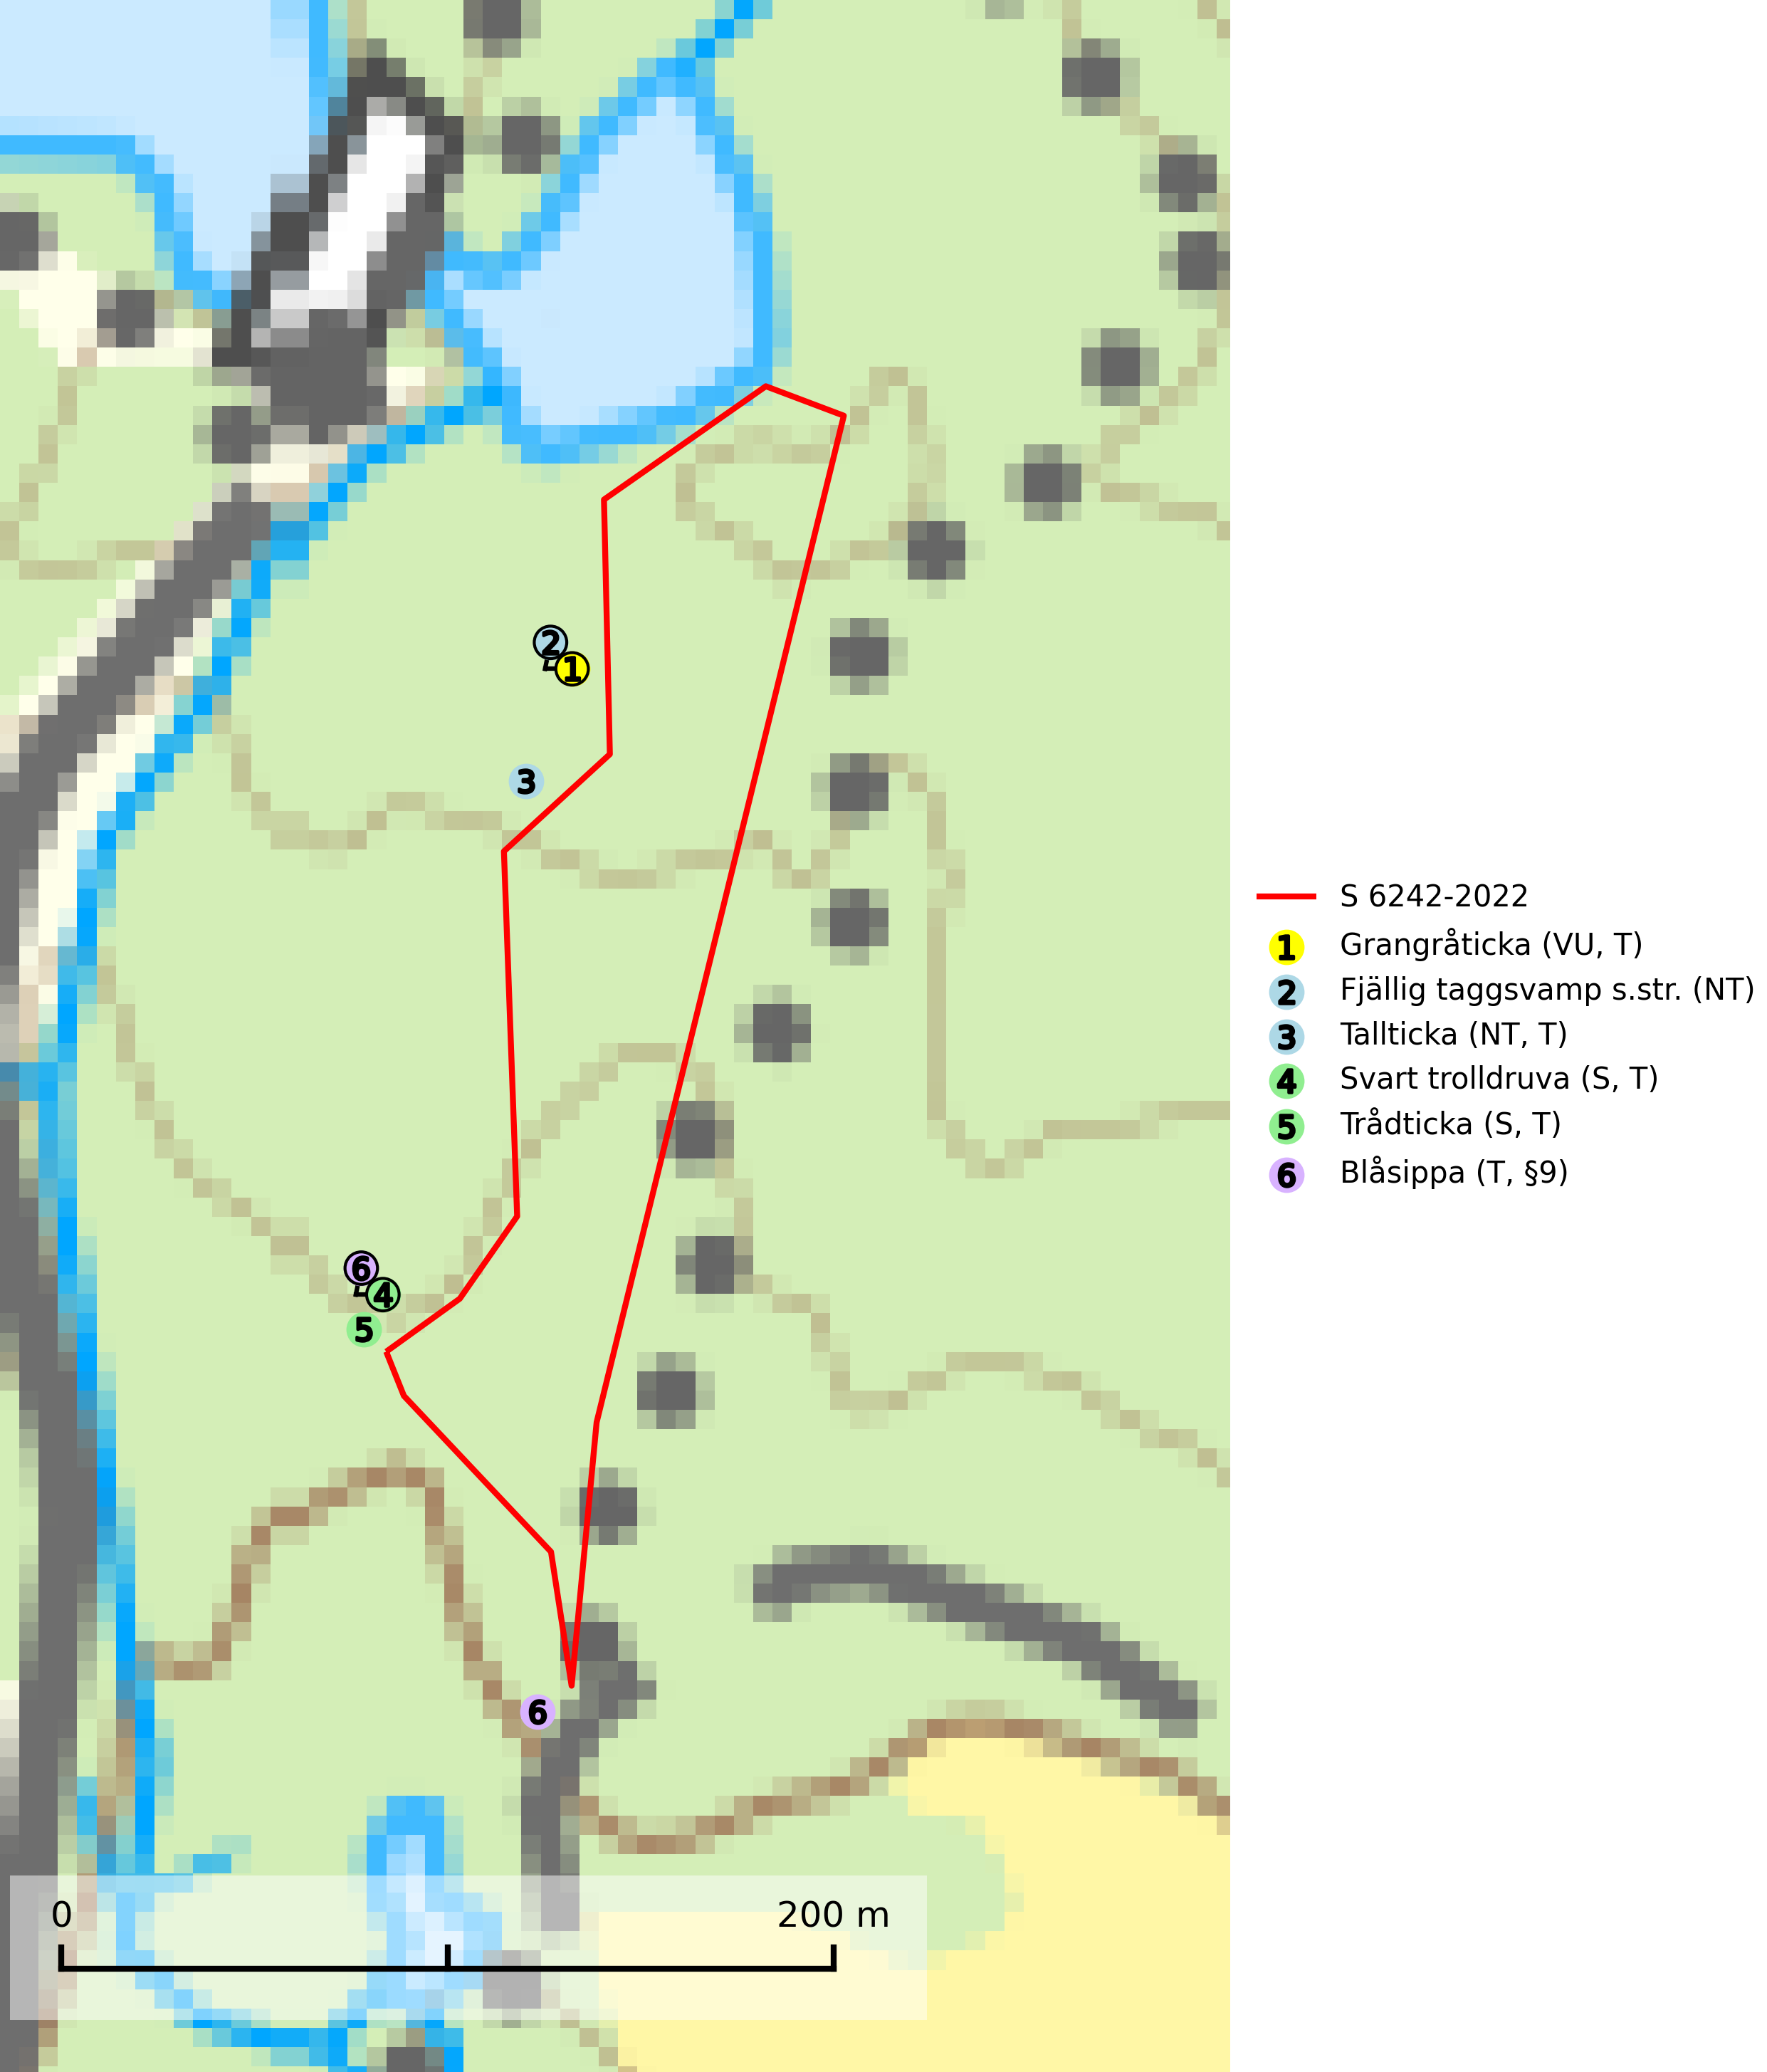 2
1
3
6
4
5
6
0 200 m
S 6242-2022
1 Grangråticka (VU, T)
2 Fjällig taggsvamp s.str. (NT)
3 Tallticka (NT, T)
4 Svart trolldruva (S, T)
5 Trådticka (S, T)
6 Blåsippa (T, §9)